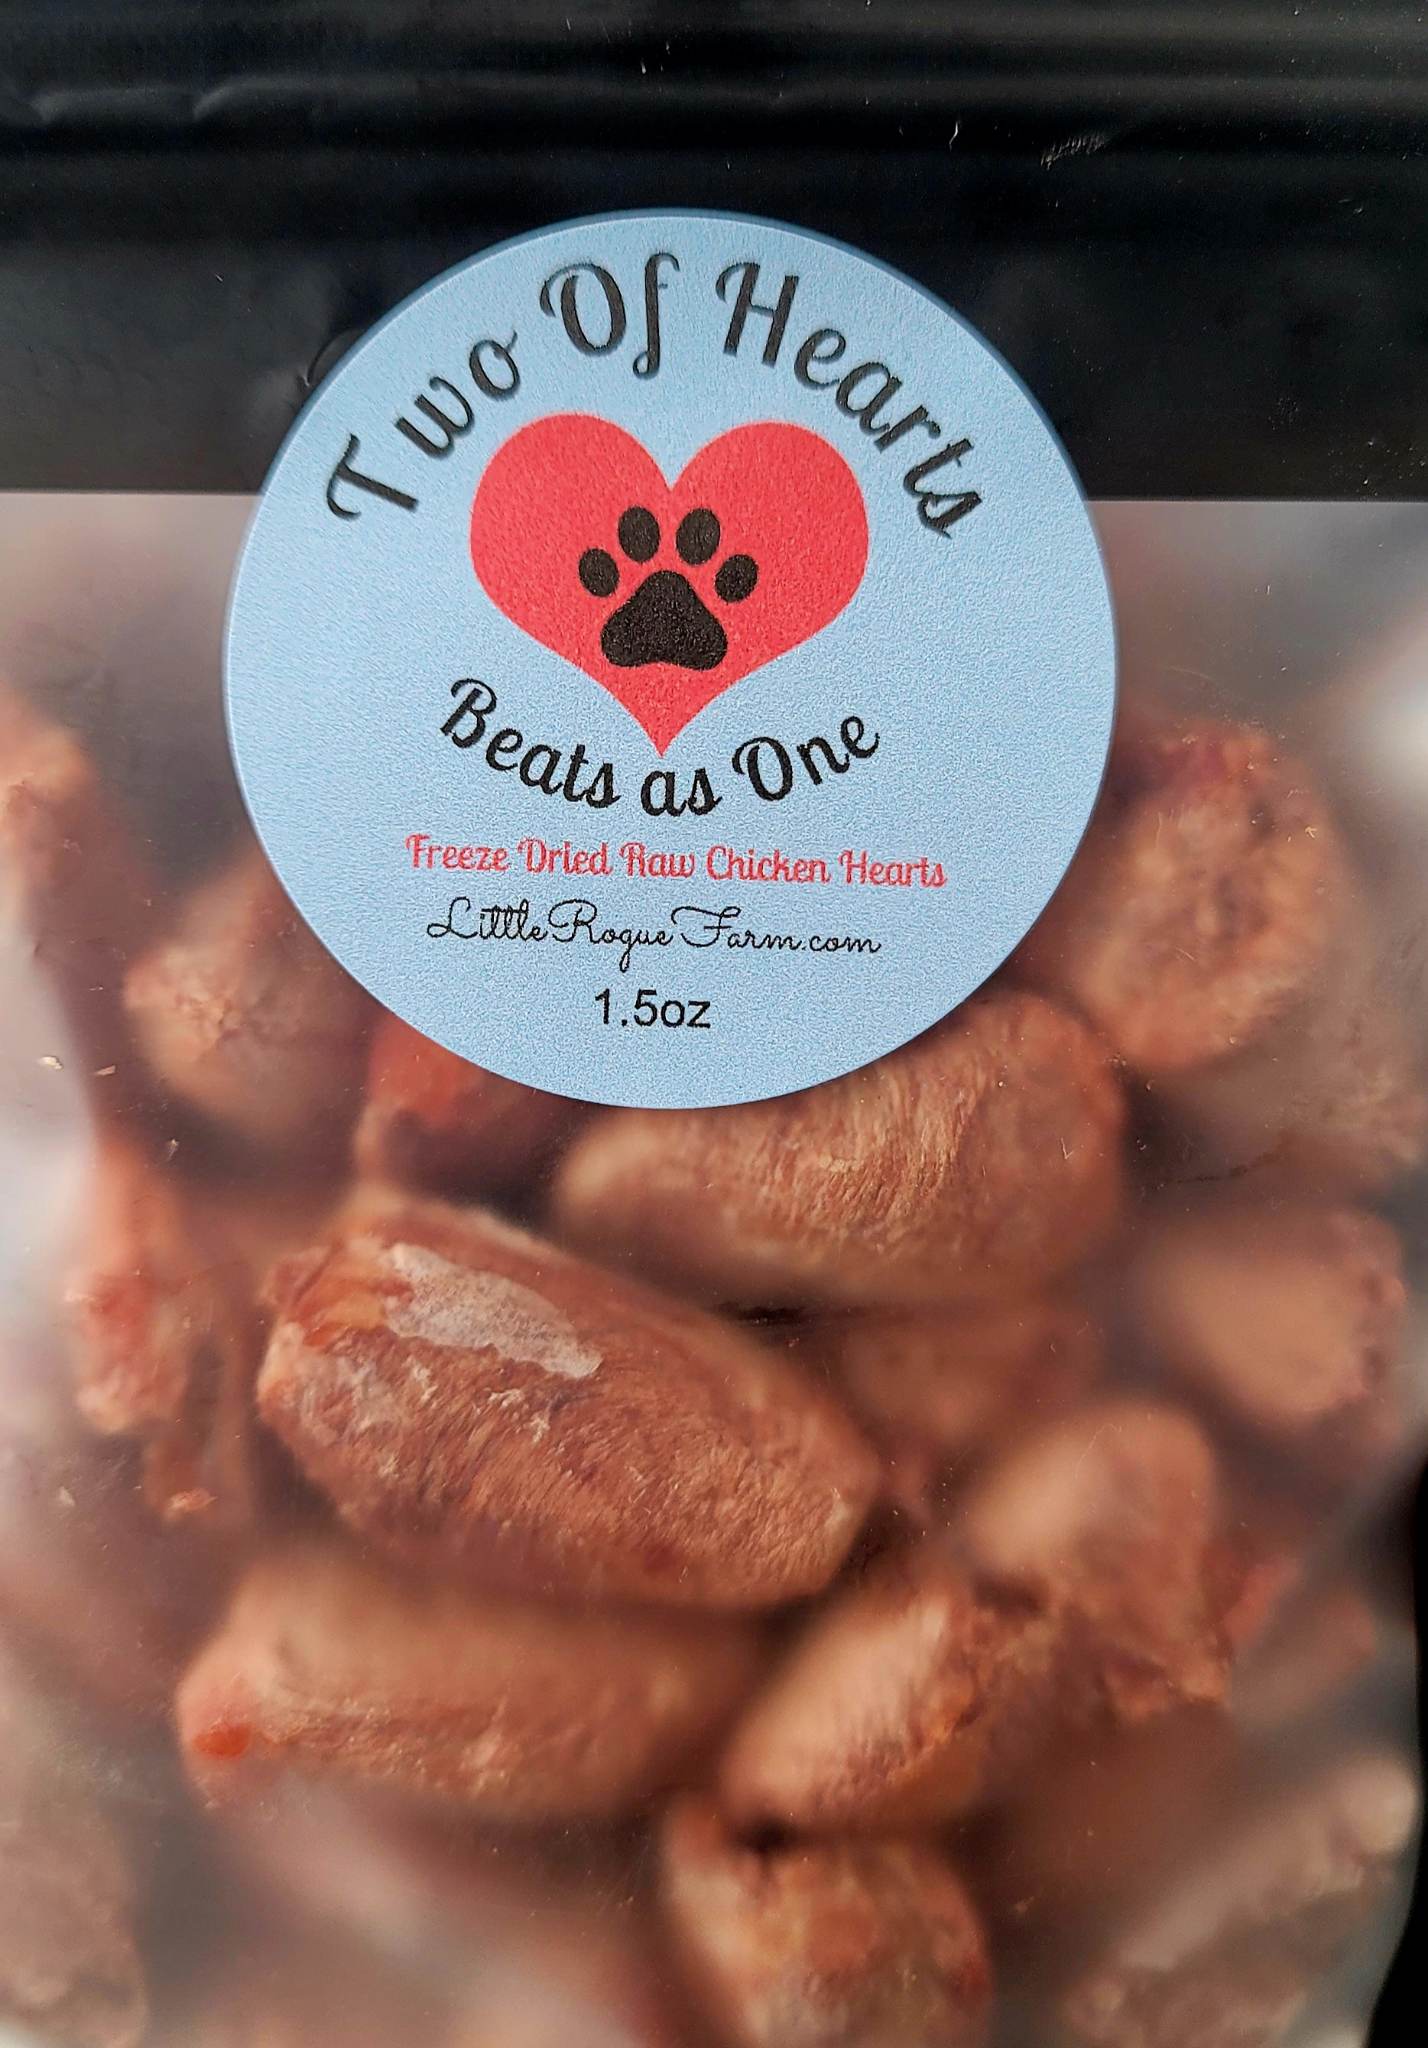 Two Of Hearts
Beats as One
Freeze Dried Raw Chicken Hearts
LittleRogueFarm.com
1.5oz